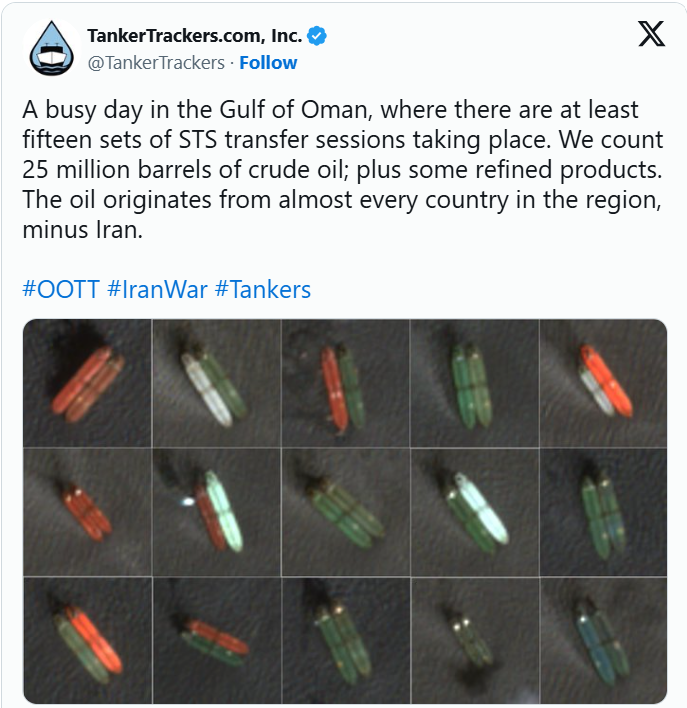 TankerTrackers.com, Inc.
@TankerTrackers · Follow
A busy day in the Gulf of Oman, where there are at least
fifteen sets of STS transfer sessions taking place. We count
25 million barrels of crude oil; plus some refined products.
The oil originates from almost every country in the region,
minus Iran.
#OOTT #IranWar #Tankers